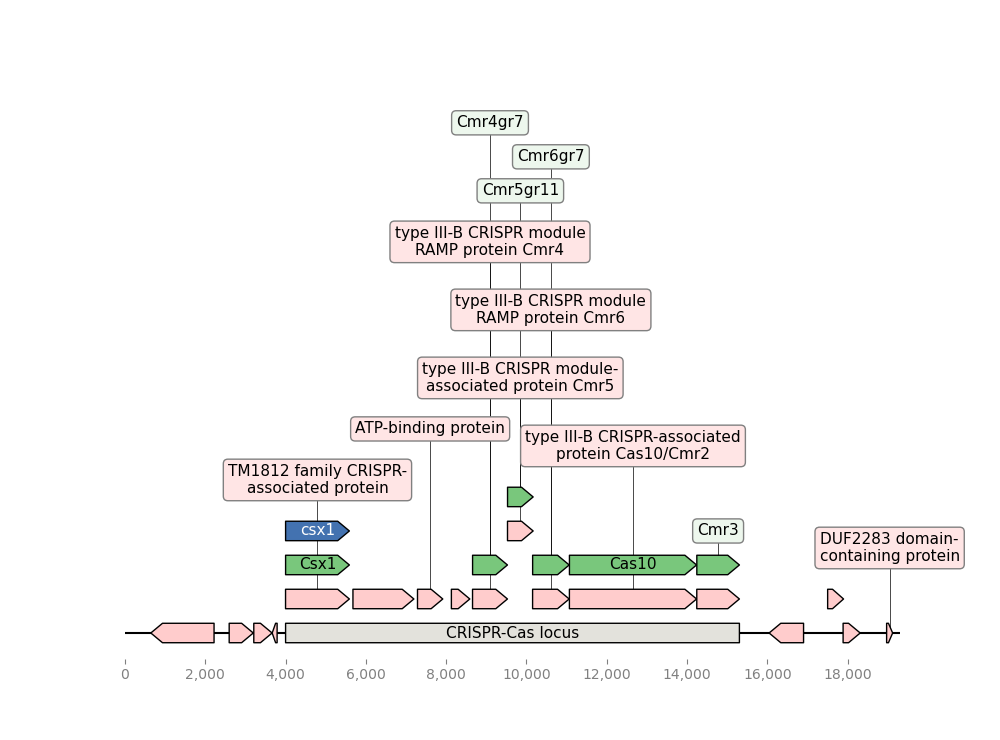 Cmr4gr7
Cmr6gr7
Cmr5gr11
type III-B CRISPR module
RAMP protein Cmr4
type III-B CRISPR module
RAMP protein Cmr6
type III-B CRISPR module-
associated protein Cmr5
ATP-binding protein
type III-B CRISPR-associated
protein Cas10/Cmr2
TM1812 family CRISPR-
associated protein
csx1
Cmr3
DUF2283 domain-
containing protein
Csx1
Cas10
CRISPR-Cas locus
0 2,000 4,000 6,000 8,000 10,000 12,000 14,000 16,000 18,000